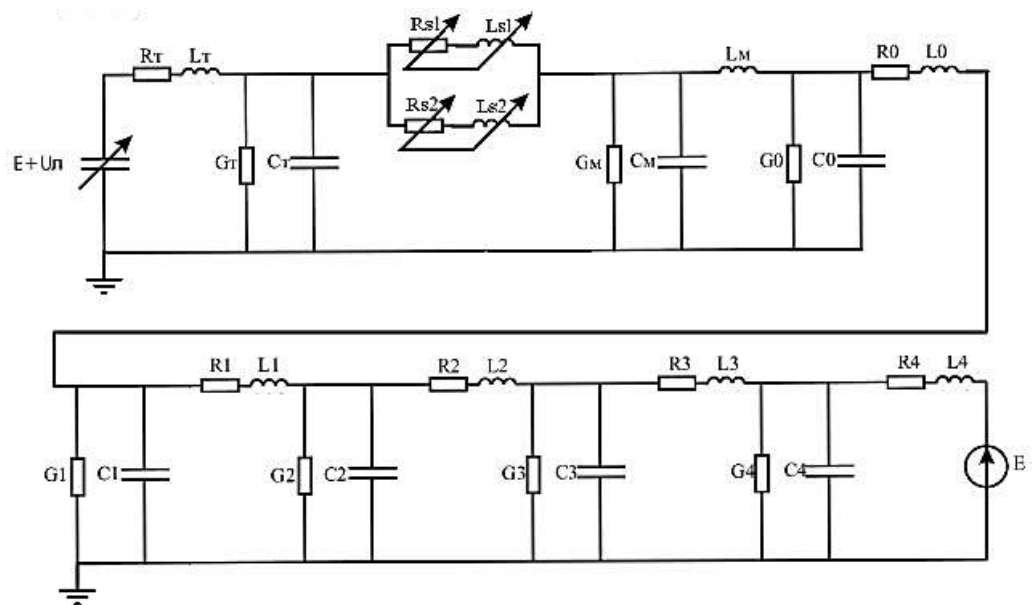 Rs1 Ls1
Rт Lт Lм R0 L0
Rs2 Ls2
E+Uл Gт Cт Gм Cм G0 C0
R1 L1 R2 L2 R3 L3 R4 L4
G1 C1 G2 C2 G3 C3 G4 C4 E